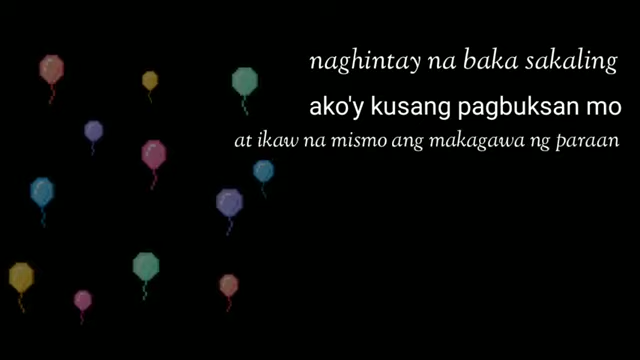 naghintay na baka sakaling
ako'y kusang pagbuksan mo
at ikaw na mismo ang makagawa ng paraan